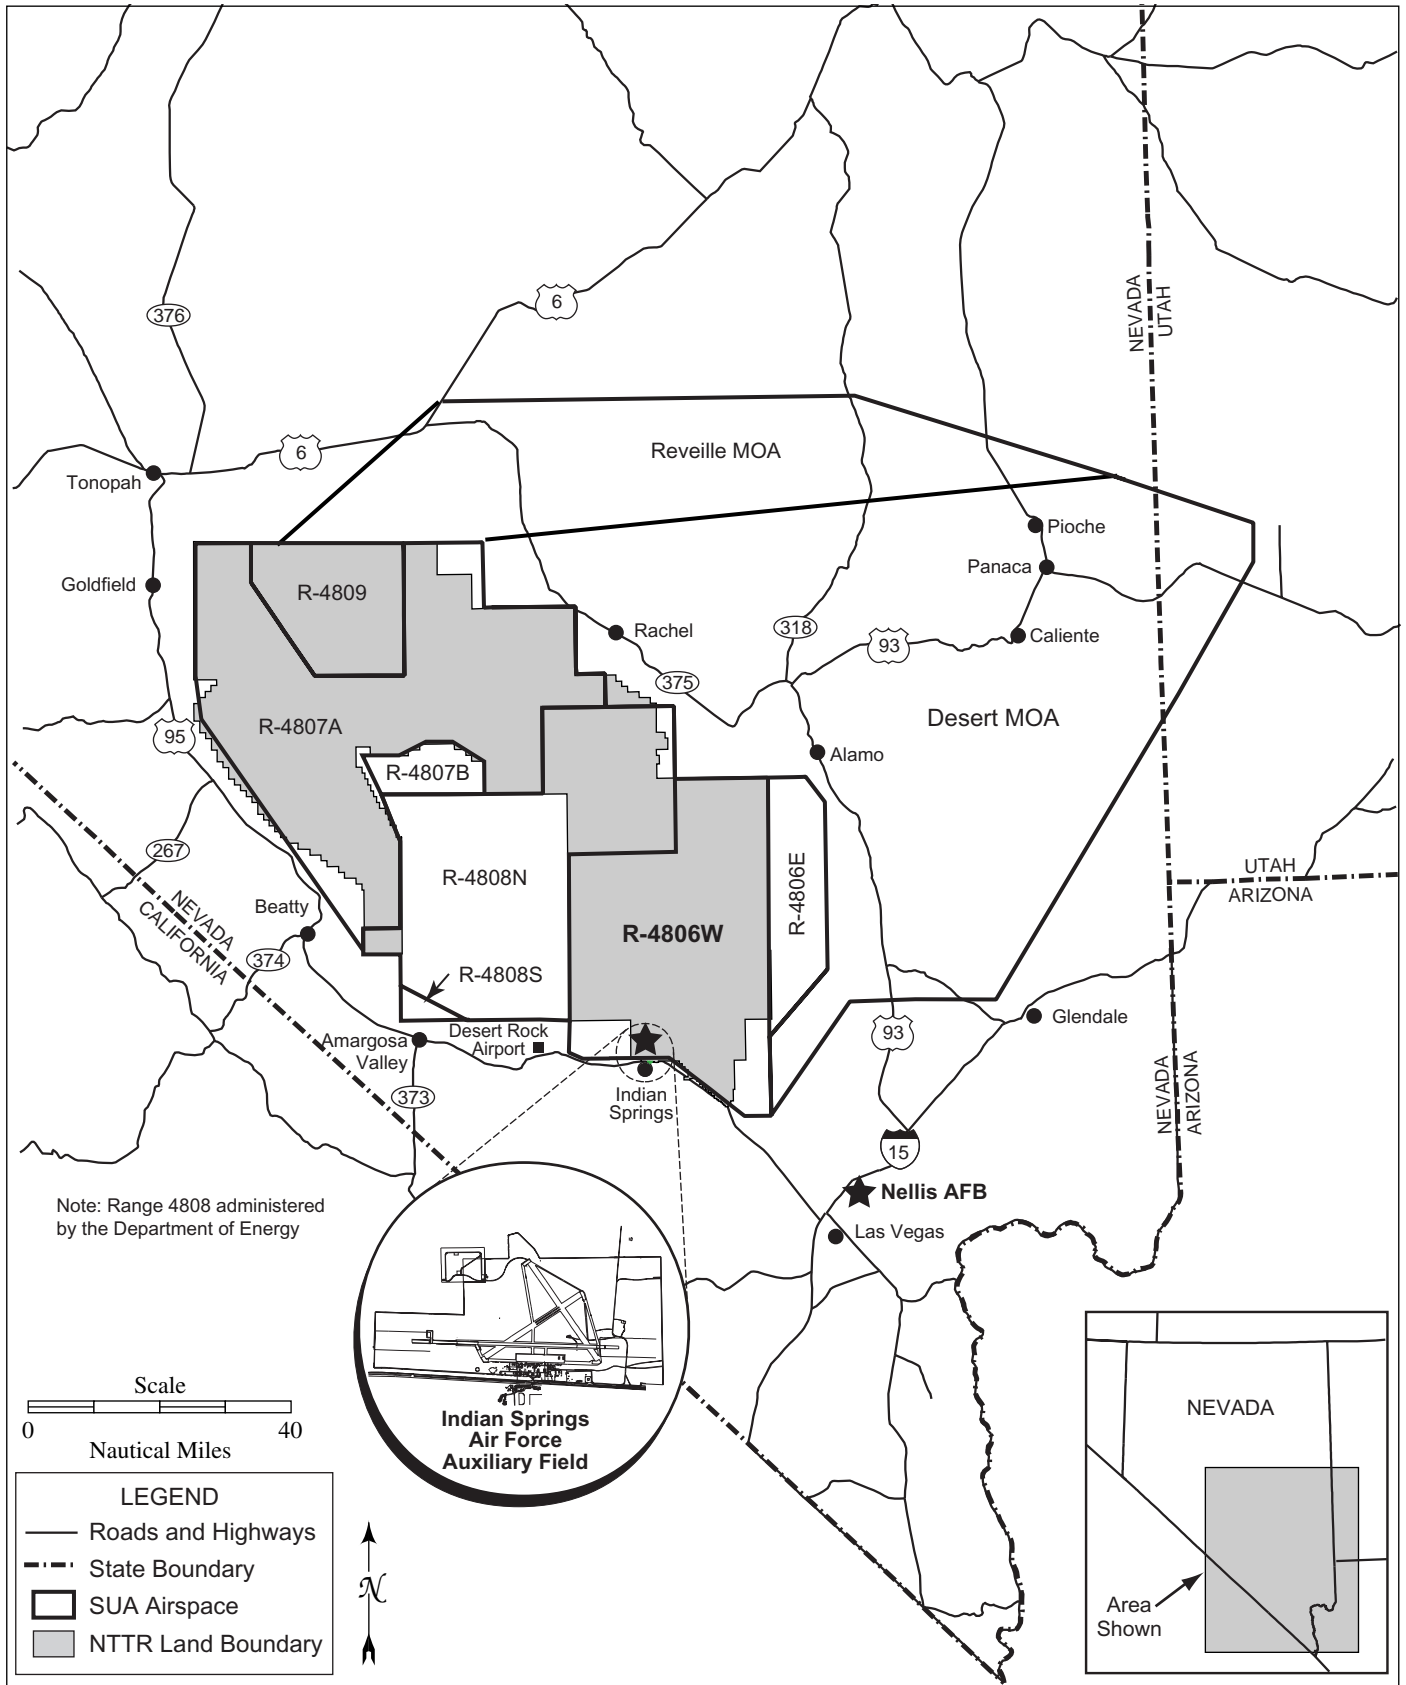 376
6
NEVADA
UTAH
6
Reveille MOA
Tonopah
Pioche
Panaca
Goldfield
R-4809
Rachel
318
93
Caliente
375
R-4807A
Desert MOA
95
Alamo
R-4807B
267
R-4808N
R-4806E
UTAH
ARIZONA
NEVADA
CALIFORNIA
Beatty
R-4806W
374
R-4808S
Glendale
93
Amargosa
Valley
Desert Rock
Airport
NEVADA
ARIZONA
373
Indian
Springs
15
Nellis AFB
Las Vegas
Note: Range 4808 administered
by the Department of Energy
Indian Springs
Air Force
Auxiliary Field
Scale
0
40
Nautical Miles
LEGEND
Roads and Highways
State Boundary
SUA Airspace
NTTR Land Boundary
N
NEVADA
Area
Shown